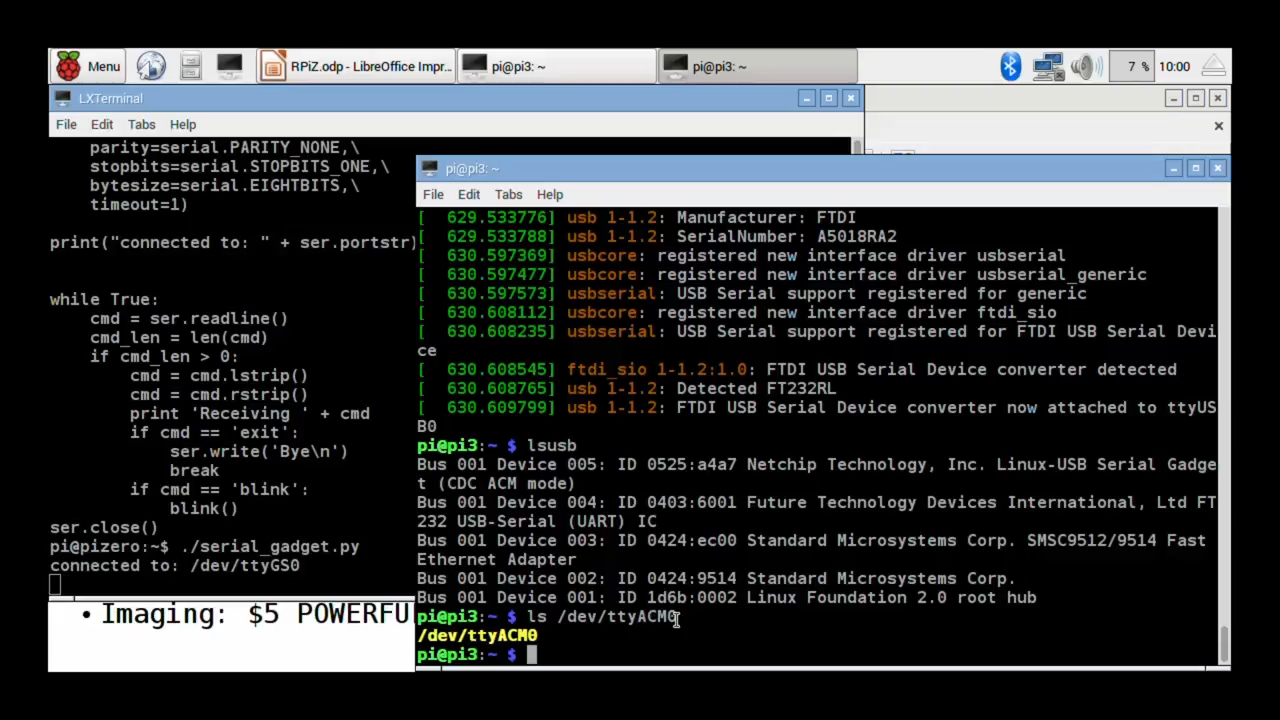 Menu
RPiZ.odp - LibreOffice Impr...
pi@pi3: ~
pi@pi3: ~
7 %
10:00
LXTerminal
File Edit Tabs Help
parity=serial.PARITY_NONE,\
stopbits=serial.STOPBITS_ONE,\
bytesize=serial.EIGHTBITS,\
timeout=1)
print("connected to: " + ser.portstr)
while True:
cmd = ser.readline()
cmd_len = len(cmd)
if cmd_len > 0:
cmd = cmd.lstrip()
cmd = cmd.rstrip()
print 'Receiving ' + cmd
if cmd == 'exit':
ser.write('Bye\n')
break
if cmd == 'blink':
blink()
ser.close()
pi@pizero:~$ ./serial_gadget.py
connected to: /dev/ttyGS0
• Imaging: $5 POWERFU
pi@pi3: ~
File Edit Tabs Help
[  629.533776] usb 1-1.2: Manufacturer: FTDI
[  629.533788] usb 1-1.2: SerialNumber: A5018RA2
[  630.597369] usbcore: registered new interface driver usbserial
[  630.597477] usbcore: registered new interface driver usbserial_generic
[  630.597573] usbserial: USB Serial support registered for generic
[  630.608112] usbcore: registered new interface driver ftdi_sio
[  630.608235] usbserial: USB Serial support registered for FTDI USB Serial Devi
ce
[  630.608545] ftdi_sio 1-1.2:1.0: FTDI USB Serial Device converter detected
[  630.608765] usb 1-1.2: Detected FT232RL
[  630.609799] usb 1-1.2: FTDI USB Serial Device converter now attached to ttyUS
B0
pi@pi3:~ $ lsusb
Bus 001 Device 005: ID 0525:a4a7 Netchip Technology, Inc. Linux-USB Serial Gadge
t (CDC ACM mode)
Bus 001 Device 004: ID 0403:6001 Future Technology Devices International, Ltd FT
232 USB-Serial (UART) IC
Bus 001 Device 003: ID 0424:ec00 Standard Microsystems Corp. SMSC9512/9514 Fast
Ethernet Adapter
Bus 001 Device 002: ID 0424:9514 Standard Microsystems Corp.
Bus 001 Device 001: ID 1d6b:0002 Linux Foundation 2.0 root hub
pi@pi3:~ $ ls /dev/ttyACM0
/dev/ttyACM0
pi@pi3:~ $